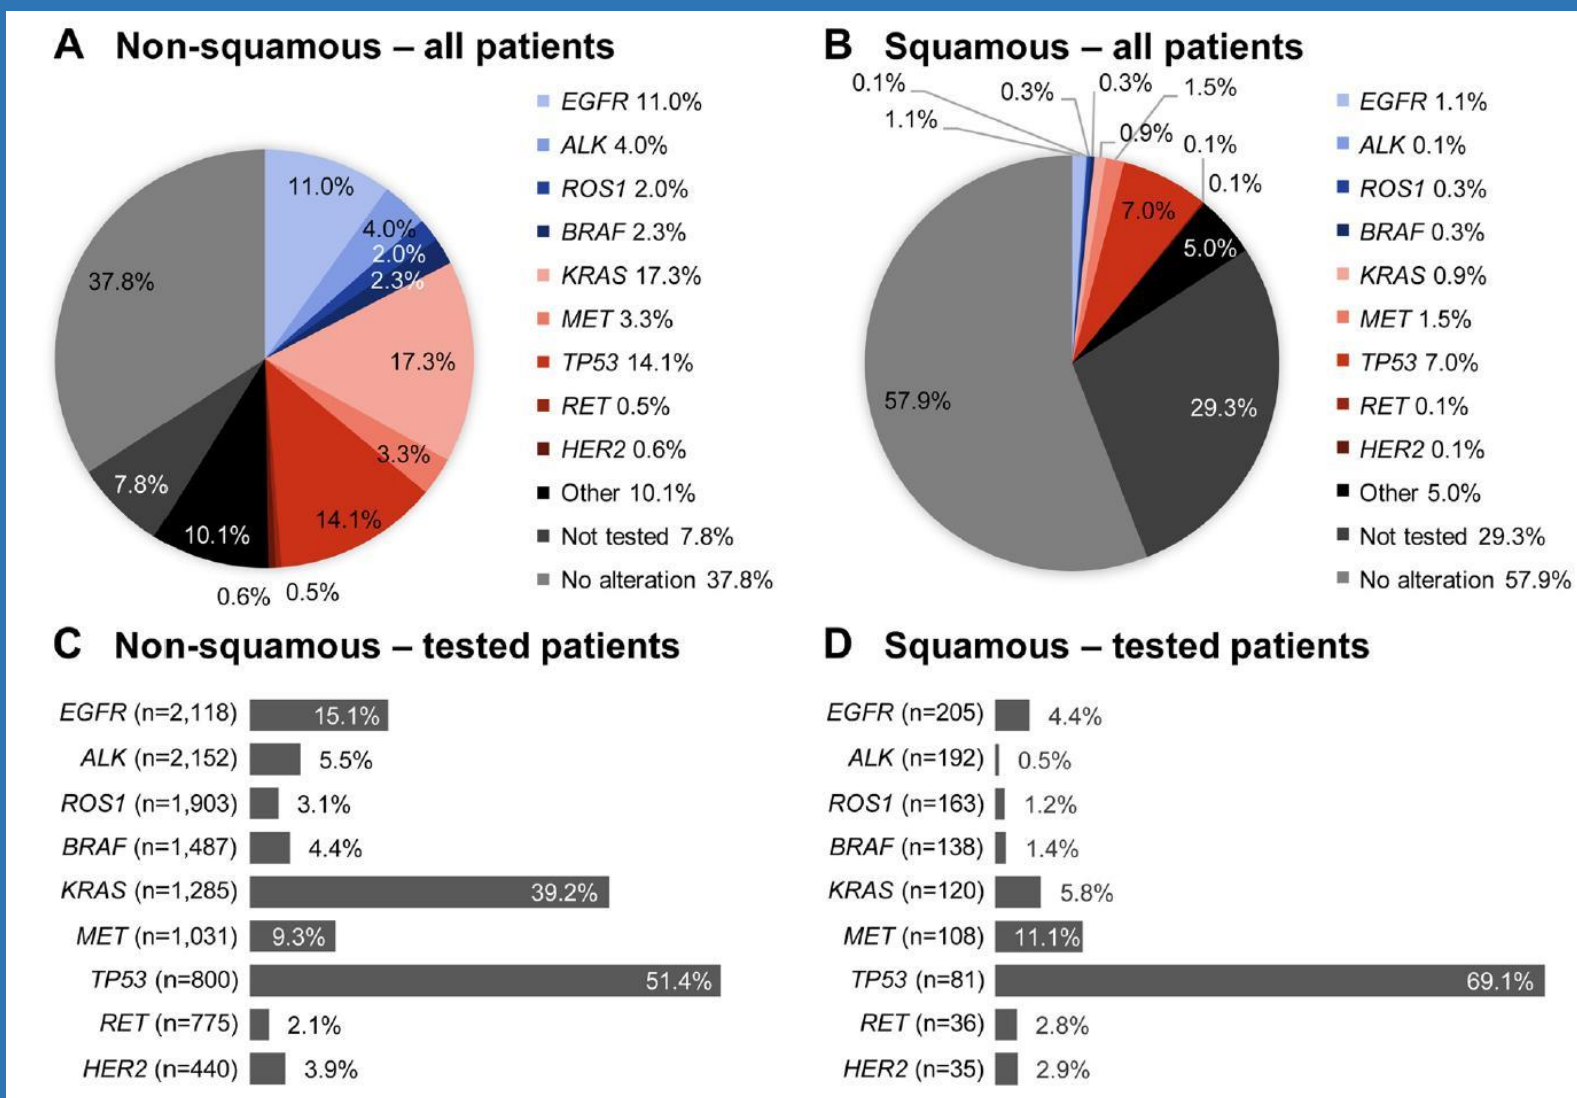 A Non-squamous – all patients
11.0%
4.0%
2.0%
2.3%
17.3%
3.3%
14.1%
0.5%
0.6%
10.1%
7.8%
37.8%
EGFR 11.0%
ALK 4.0%
ROS1 2.0%
BRAF 2.3%
KRAS 17.3%
MET 3.3%
TP53 14.1%
RET 0.5%
HER2 0.6%
Other 10.1%
Not tested 7.8%
No alteration 37.8%
B Squamous – all patients
0.1%
1.1%
0.3%
0.3%
0.9%
1.5%
0.1%
0.1%
7.0%
5.0%
29.3%
57.9%
EGFR 1.1%
ALK 0.1%
ROS1 0.3%
BRAF 0.3%
KRAS 0.9%
MET 1.5%
TP53 7.0%
RET 0.1%
HER2 0.1%
Other 5.0%
Not tested 29.3%
No alteration 57.9%
C Non-squamous – tested patients
EGFR (n=2,118) 15.1%
ALK (n=2,152) 5.5%
ROS1 (n=1,903) 3.1%
BRAF (n=1,487) 4.4%
KRAS (n=1,285) 39.2%
MET (n=1,031) 9.3%
TP53 (n=800) 51.4%
RET (n=775) 2.1%
HER2 (n=440) 3.9%
D Squamous – tested patients
EGFR (n=205) 4.4%
ALK (n=192) 0.5%
ROS1 (n=163) 1.2%
BRAF (n=138) 1.4%
KRAS (n=120) 5.8%
MET (n=108) 11.1%
TP53 (n=81) 69.1%
RET (n=36) 2.8%
HER2 (n=35) 2.9%